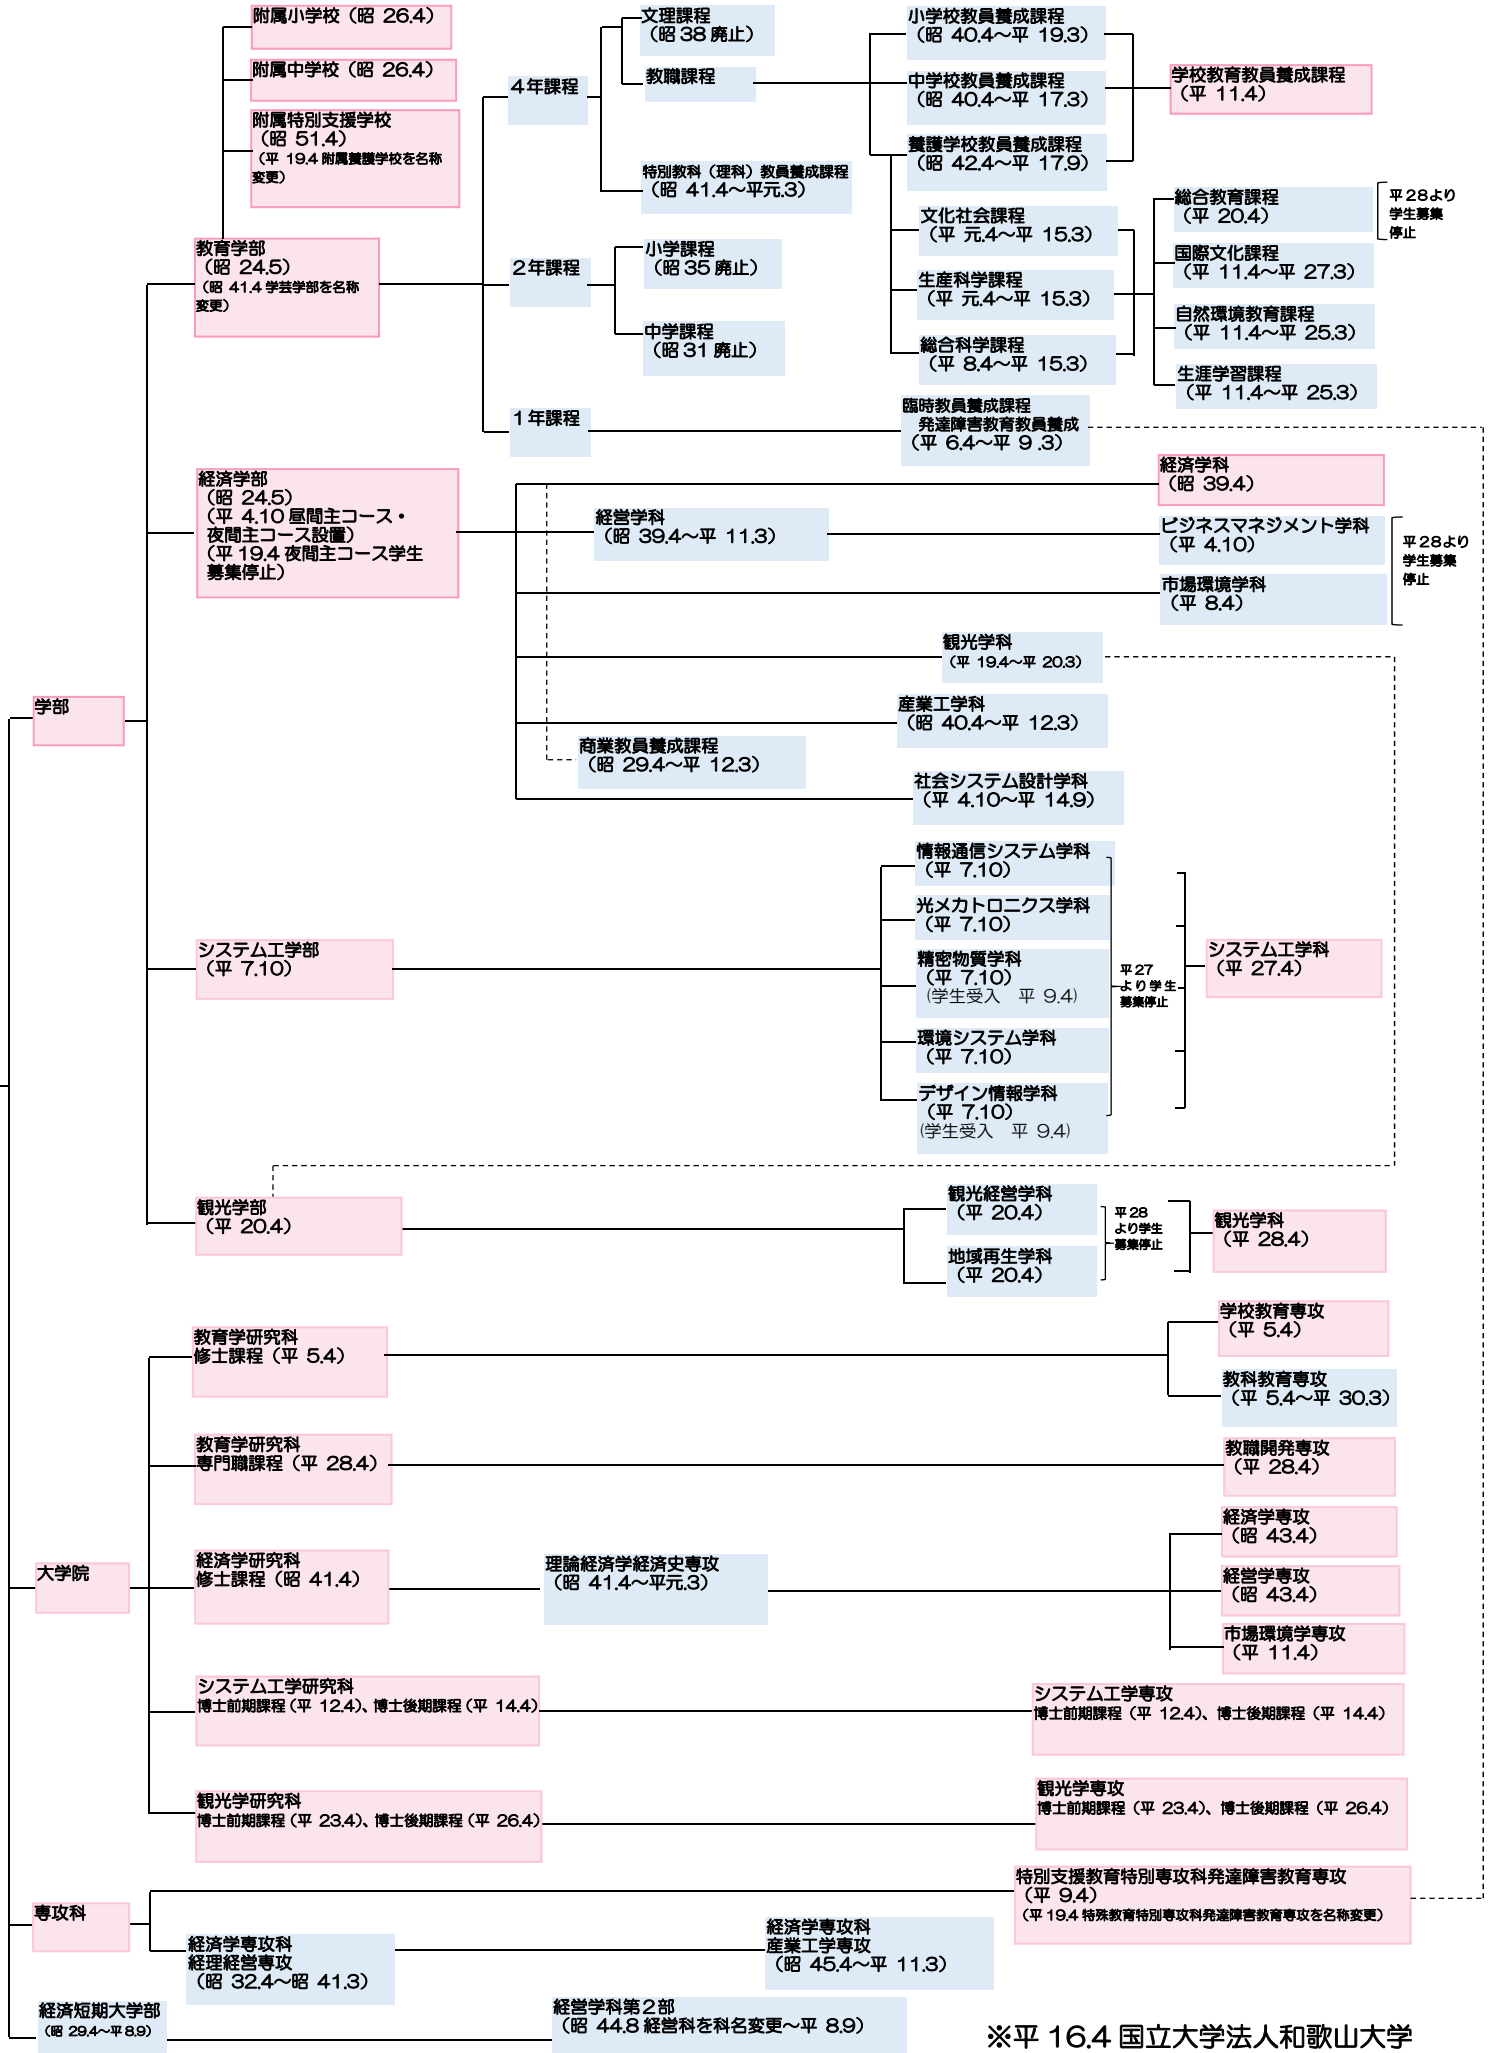 附属小学校（昭 26.4）
附属中学校（昭 26.4）
附属特別支援学校
（昭 51.4）
（平 19.4 附属養護学校を名称
変更）
教育学部
（昭 24.5）
（昭 41.4 学芸学部を名称
変更）
4年課程
文理課程
（昭 38 廃止）
教職課程
特別教科（理科）教員養成課程
（昭 41.4～平元.3）
2年課程
小学課程
（昭 35 廃止）
中学課程
（昭 31 廃止）
1年課程
小学校教員養成課程
（昭 40.4～平 19.3）
中学校教員養成課程
（昭 40.4～平 17.3）
養護学校教員養成課程
（昭 42.4～平 17.9）
学校教育教員養成課程
（平 11.4）
文化社会課程
（平 元.4～平 15.3）
生産科学課程
（平 元.4～平 15.3）
総合科学課程
（平 8.4～平 15.3）
総合教育課程
（平 20.4）
平 28より
学生募集
停止
国際文化課程
（平 11.4～平 27.3）
自然環境教育課程
（平 11.4～平 25.3）
生涯学習課程
（平 11.4～平 25.3）
臨時教員養成課程
発達障害教育教員養成
（平 6.4～平 9 .3）
経済学部
（昭 24.5）
（平 4.10 昼間主コース・
夜間主コース設置）
（平 19.4 夜間主コース学生
募集停止）
経済学科
（昭 39.4）
経営学科
（昭 39.4～平 11.3）
ビジネスマネジメント学科
（平 4.10）
市場環境学科
（平 8.4）
平 28より
学生募集
停止
観光学科
（平 19.4～平 20.3）
産業工学科
（昭 40.4～平 12.3）
商業教員養成課程
（昭 29.4～平 12.3）
社会システム設計学科
（平 4.10～平 14.9）
学部
システム工学部
（平 7.10）
情報通信システム学科
（平 7.10）
光メカトロニクス学科
（平 7.10）
精密物質学科
（平 7.10）
（学生受入　平 9.4）
環境システム学科
（平 7.10）
デザイン情報学科
（平 7.10）
（学生受入　平 9.4）
平 27
より学生
募集停止
システム工学科
（平 27.4）
観光学部
（平 20.4）
観光経営学科
（平 20.4）
地域再生学科
（平 20.4）
平 28
より学生
募集停止
観光学科
（平 28.4）
大学院
教育学研究科
修士課程（平 5.4）
学校教育専攻
（平 5.4）
教科教育専攻
（平 5.4～平 30.3）
教育学研究科
専門職課程（平 28.4）
教職開発専攻
（平 28.4）
経済学研究科
修士課程（昭 41.4）
理論経済学経済史専攻
（昭 41.4～平元.3）
経済学専攻
（昭 43.4）
経営学専攻
（昭 43.4）
市場環境学専攻
（平 11.4）
システム工学研究科
博士前期課程（平 12.4）、博士後期課程（平 14.4）
システム工学専攻
博士前期課程（平 12.4）、博士後期課程（平 14.4）
観光学研究科
博士前期課程（平 23.4）、博士後期課程（平 26.4）
観光学専攻
博士前期課程（平 23.4）、博士後期課程（平 26.4）
専攻科
特別支援教育特別専攻科発達障害教育専攻
（平 9.4）
（平 19.4 特殊教育特別専攻科発達障害教育専攻を名称変更）
経済学専攻科
経理経営専攻
（昭 32.4～昭 41.3）
経済学専攻科
産業工学専攻
（昭 45.4～平 11.3）
経済短期大学部
（昭 29.4～平 8.9）
経営学科第２部
（昭 44.8 経営科を科名変更～平 8.9）
※平 16.4 国立大学法人和歌山大学